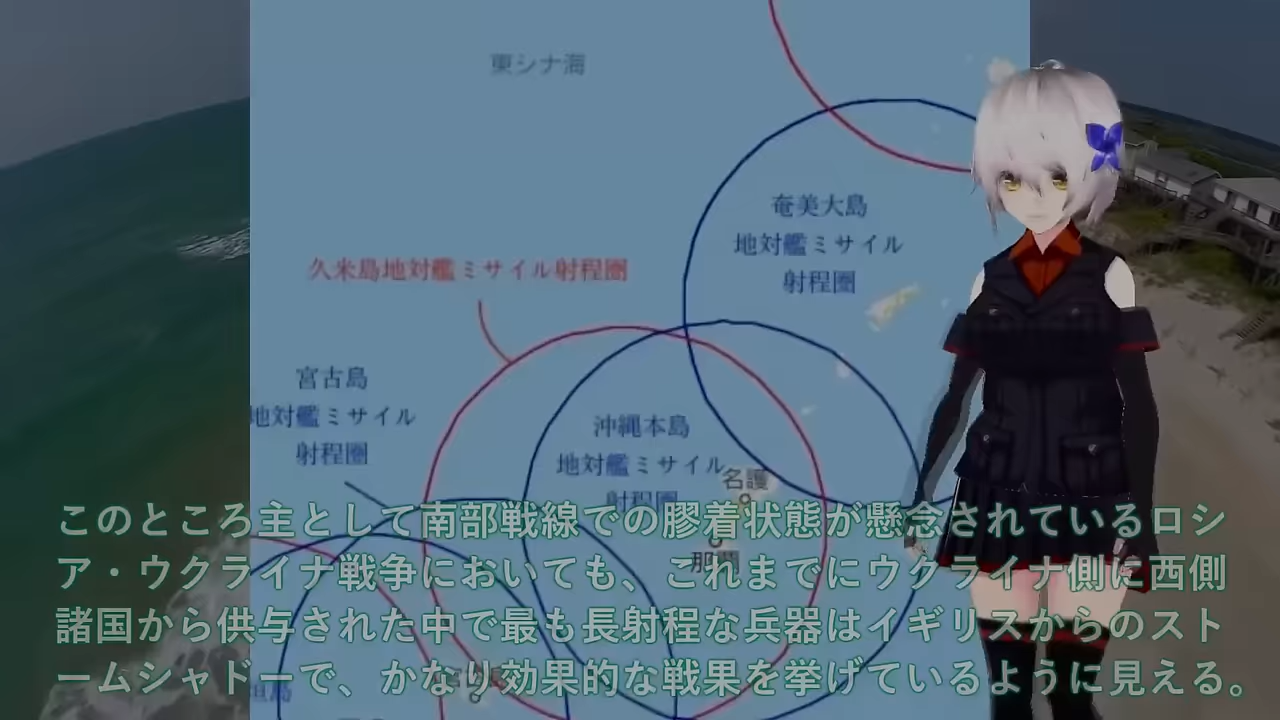 東シナ海
奄美大島
地対艦ミサイル
射程圏
久米島地対艦ミサイル射程圏
宮古島
地対艦ミサイル
射程圏
沖縄本島
地対艦ミサイル
射程圏
名護
那覇
このところ主として南部戦線での膠着状態が懸念されているロシ
ア・ウクライナ戦争においても、これまでにウクライナ側に西側
諸国から供与された中で最も長射程な兵器はイギリスからのスト
ームシャドーで、かなり効果的な戦果を挙げているように見える。